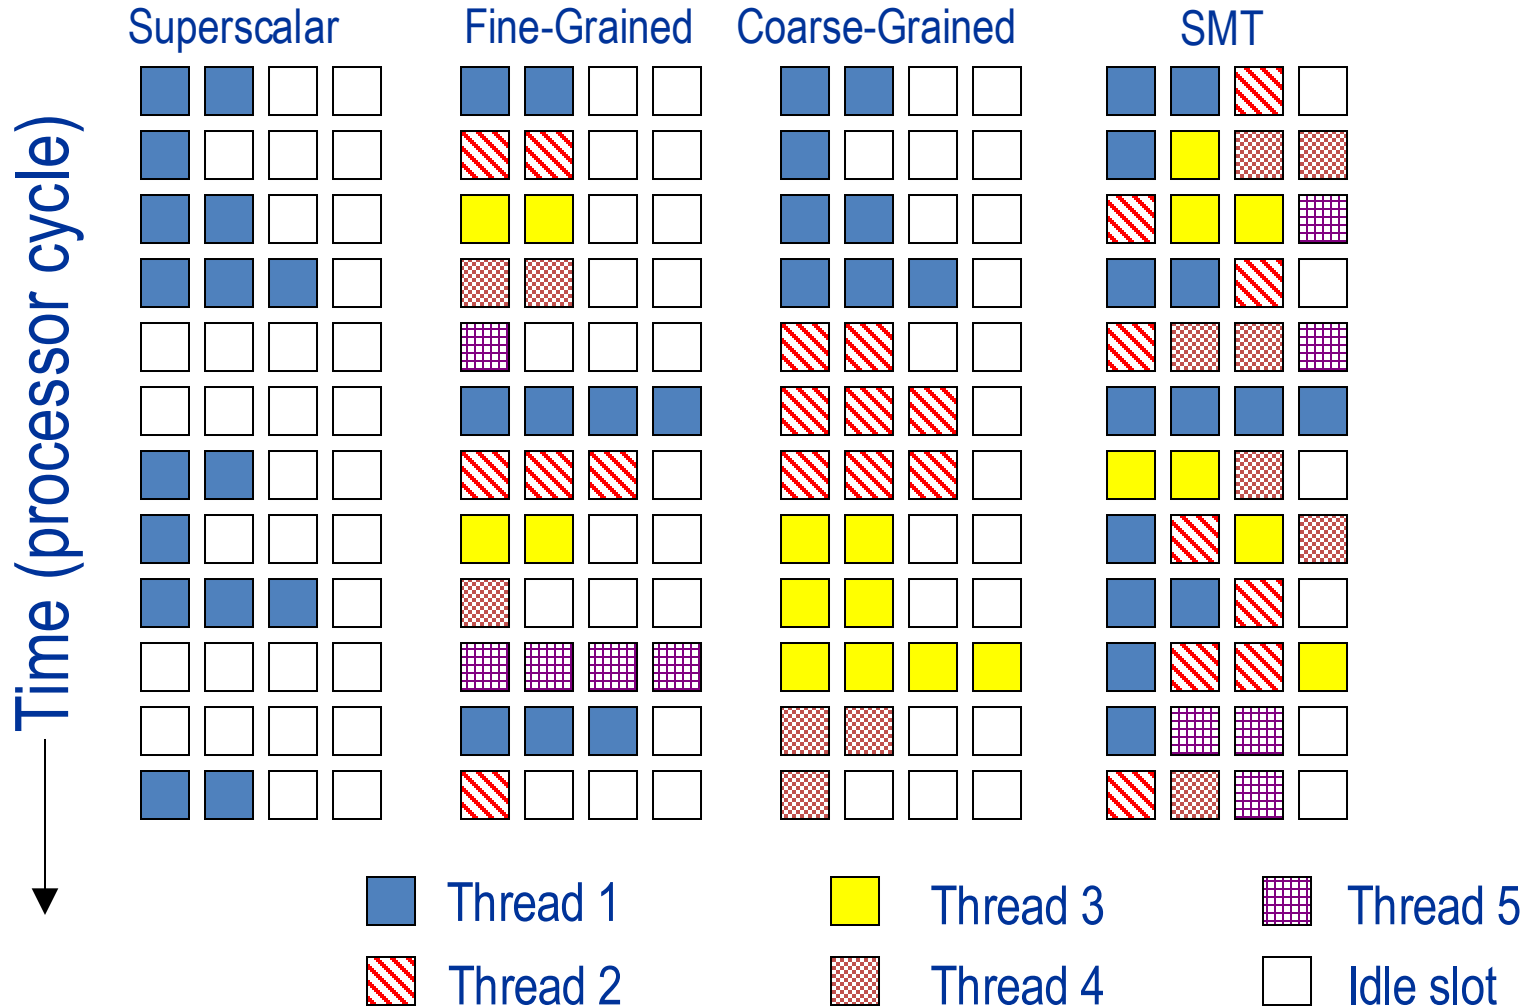 Superscalar
Fine-Grained
Coarse-Grained
SMT
Time (processor cycle)
Thread 1
Thread 3
Thread 5
Thread 2
Thread 4
Idle slot